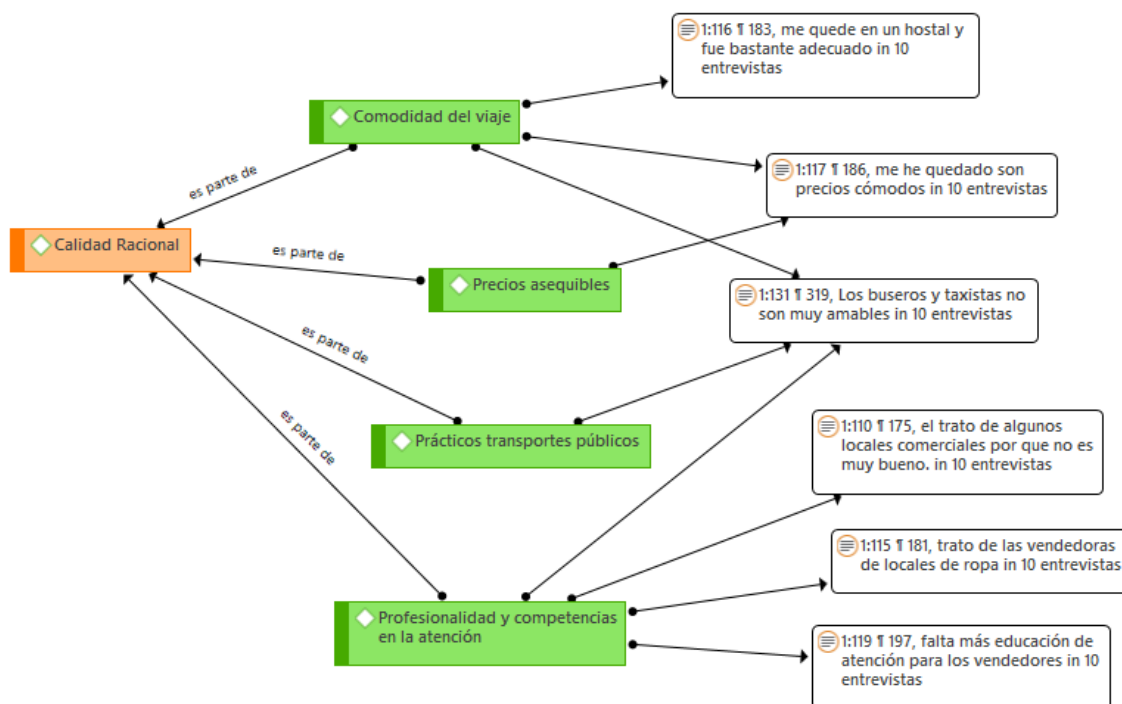 1:116 ¶ 183, me quede en un hostal y
fue bastante adecuado in 10
entrevistas
Comodidad del viaje
es parte de
1:117 ¶ 186, me he quedado son
precios cómodos in 10 entrevistas
Calidad Racional
es parte de
Precios asequibles
1:131 ¶ 319, Los buseros y taxistas no
son muy amables in 10 entrevistas
es parte de
Prácticos transportes públicos
es parte de
1:110 ¶ 175, el trato de algunos
locales comerciales por que no es
muy bueno. in 10 entrevistas
1:115 ¶ 181, trato de las vendedoras
de locales de ropa in 10 entrevistas
Profesionalidad y competencias
en la atención
1:119 ¶ 197, falta más educación de
atención para los vendedores in 10
entrevistas